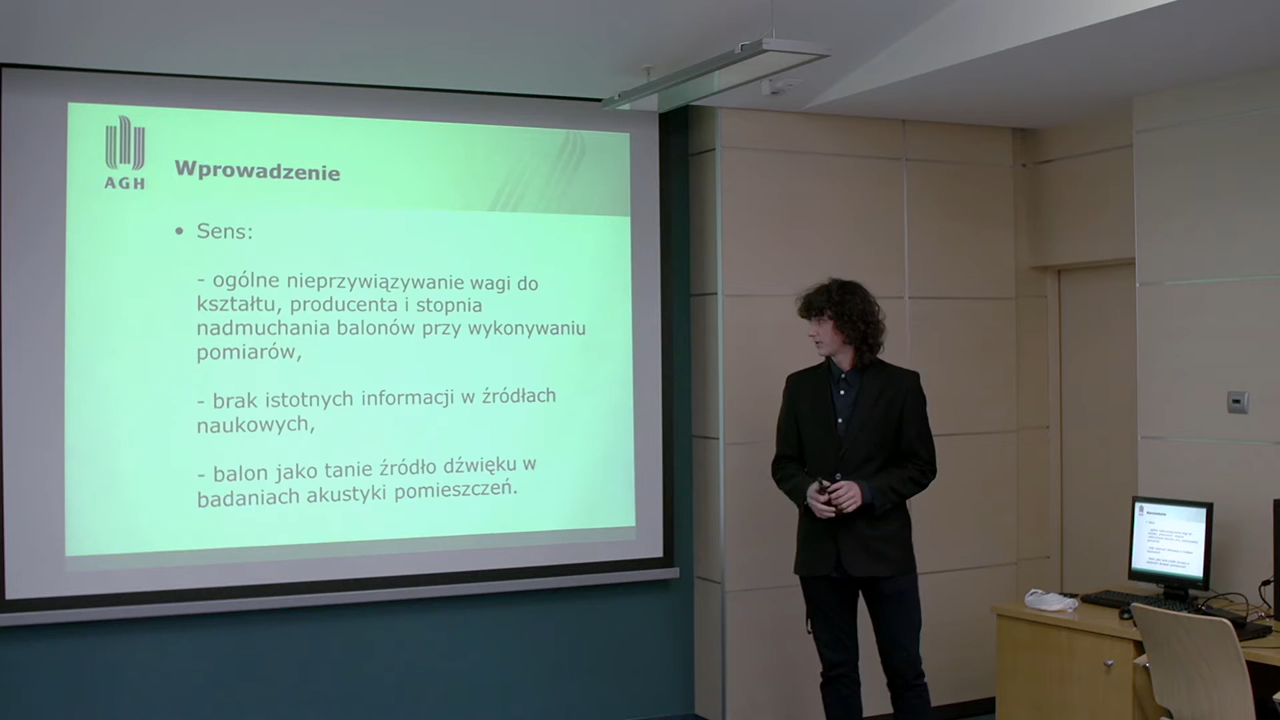 AGH
Wprowadzenie
• Sens:
- ogólne nieprzywiązywanie wagi do
kształtu, producenta i stopnia
nadmuchania balonów przy wykonywaniu
pomiarów,
- brak istotnych informacji w źródłach
naukowych,
- balon jako tanie źródło dźwięku w
badaniach akustyki pomieszczeń.